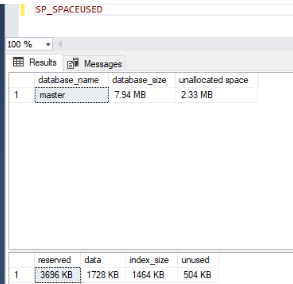 SP_SPACEUSED
100 %
Results Messages
database_name database_size unallocated space
1 master 7.94 MB 2.33 MB
reserved data index_size unused
1 3696 KB 1728 KB 1464 KB 504 KB